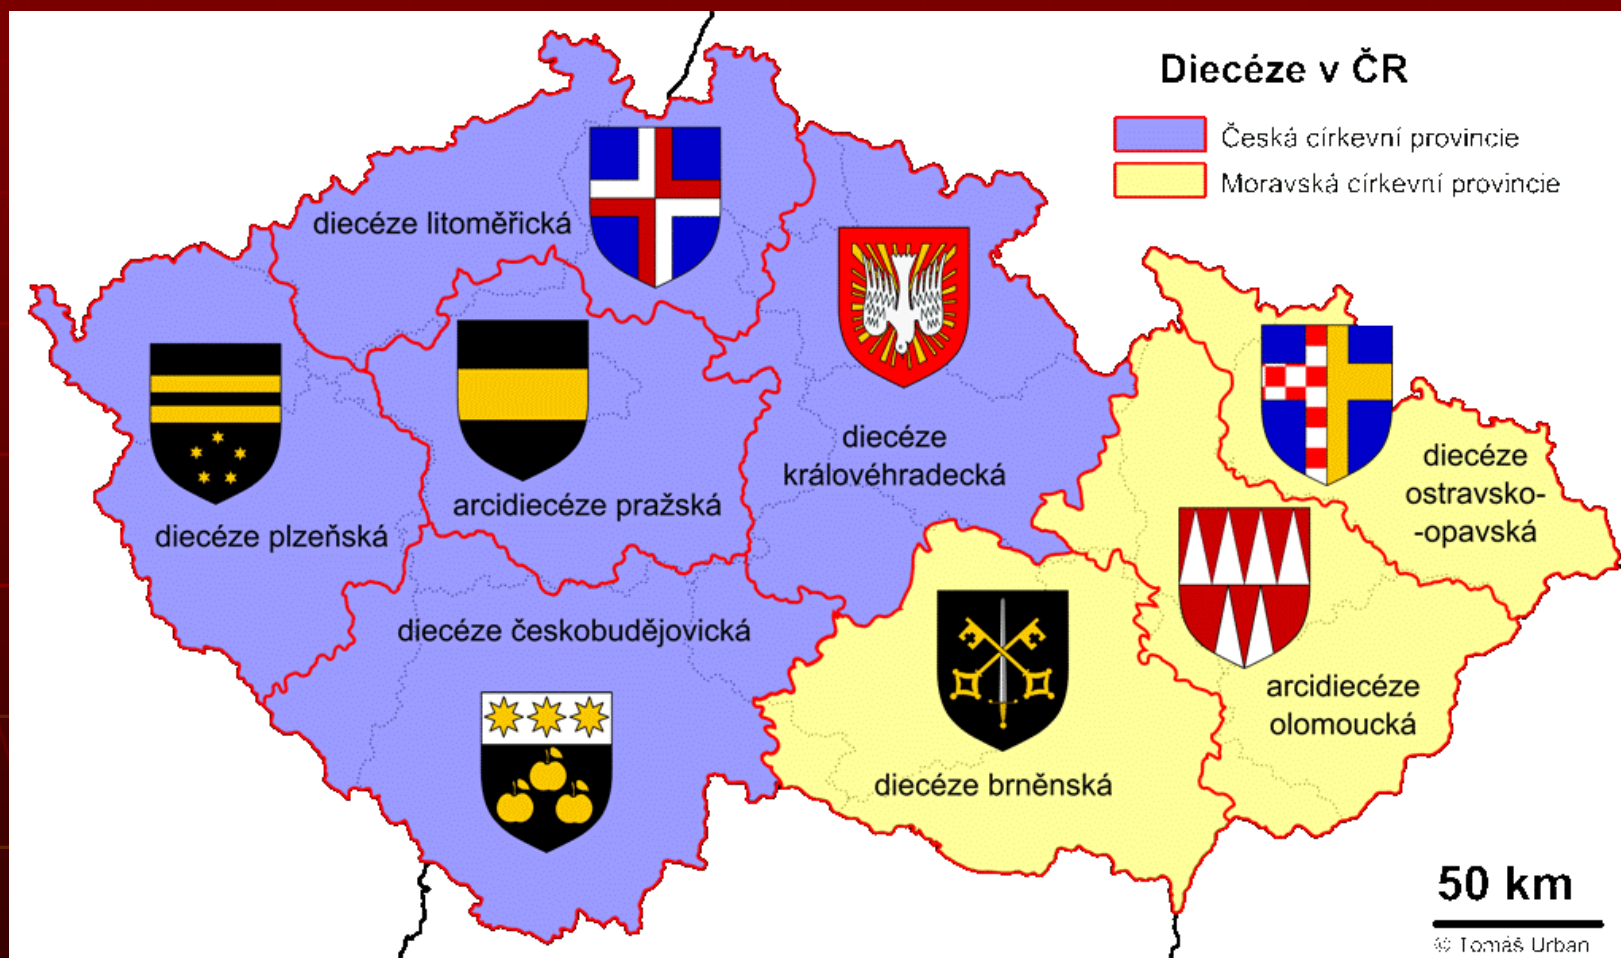 Diecéze v ČR
Česká církevní provincie
Moravská církevní provincie
diecéze litoměřická
diecéze
královéhradecká
diecéze
ostravsko-
-opavská
arcidiecéze pražská
diecéze plzeňská
diecéze českobudějovická
arcidiecéze
olomoucká
diecéze brněnská
50 km
© Tomáš Urban